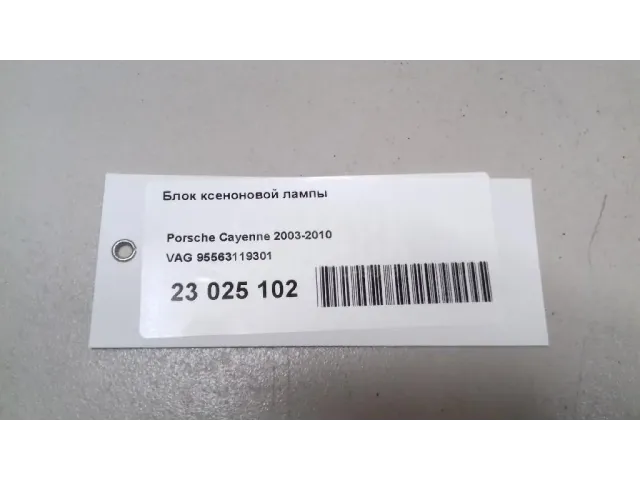 Блок ксеноновой лампы
Porsche Cayenne 2003-2010
VAG 95563119301
23 025 102